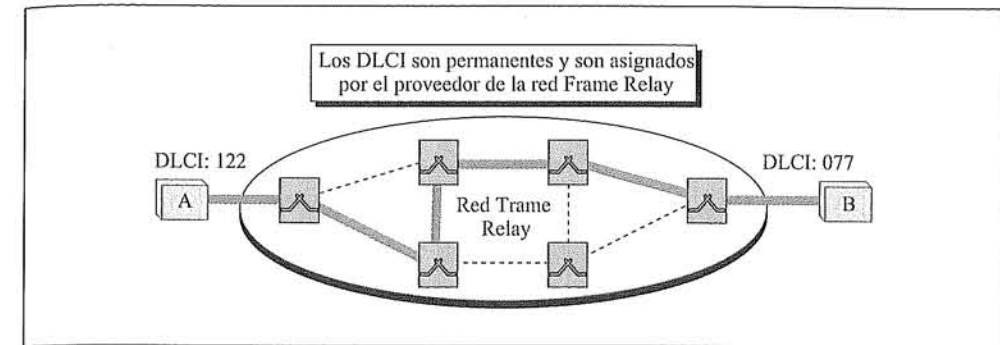 Los DLCI son permanentes y son asignados
por el proveedor de la red Frame Relay
DLCI: 122
DLCI: 077
A
Red Trame
Relay
B